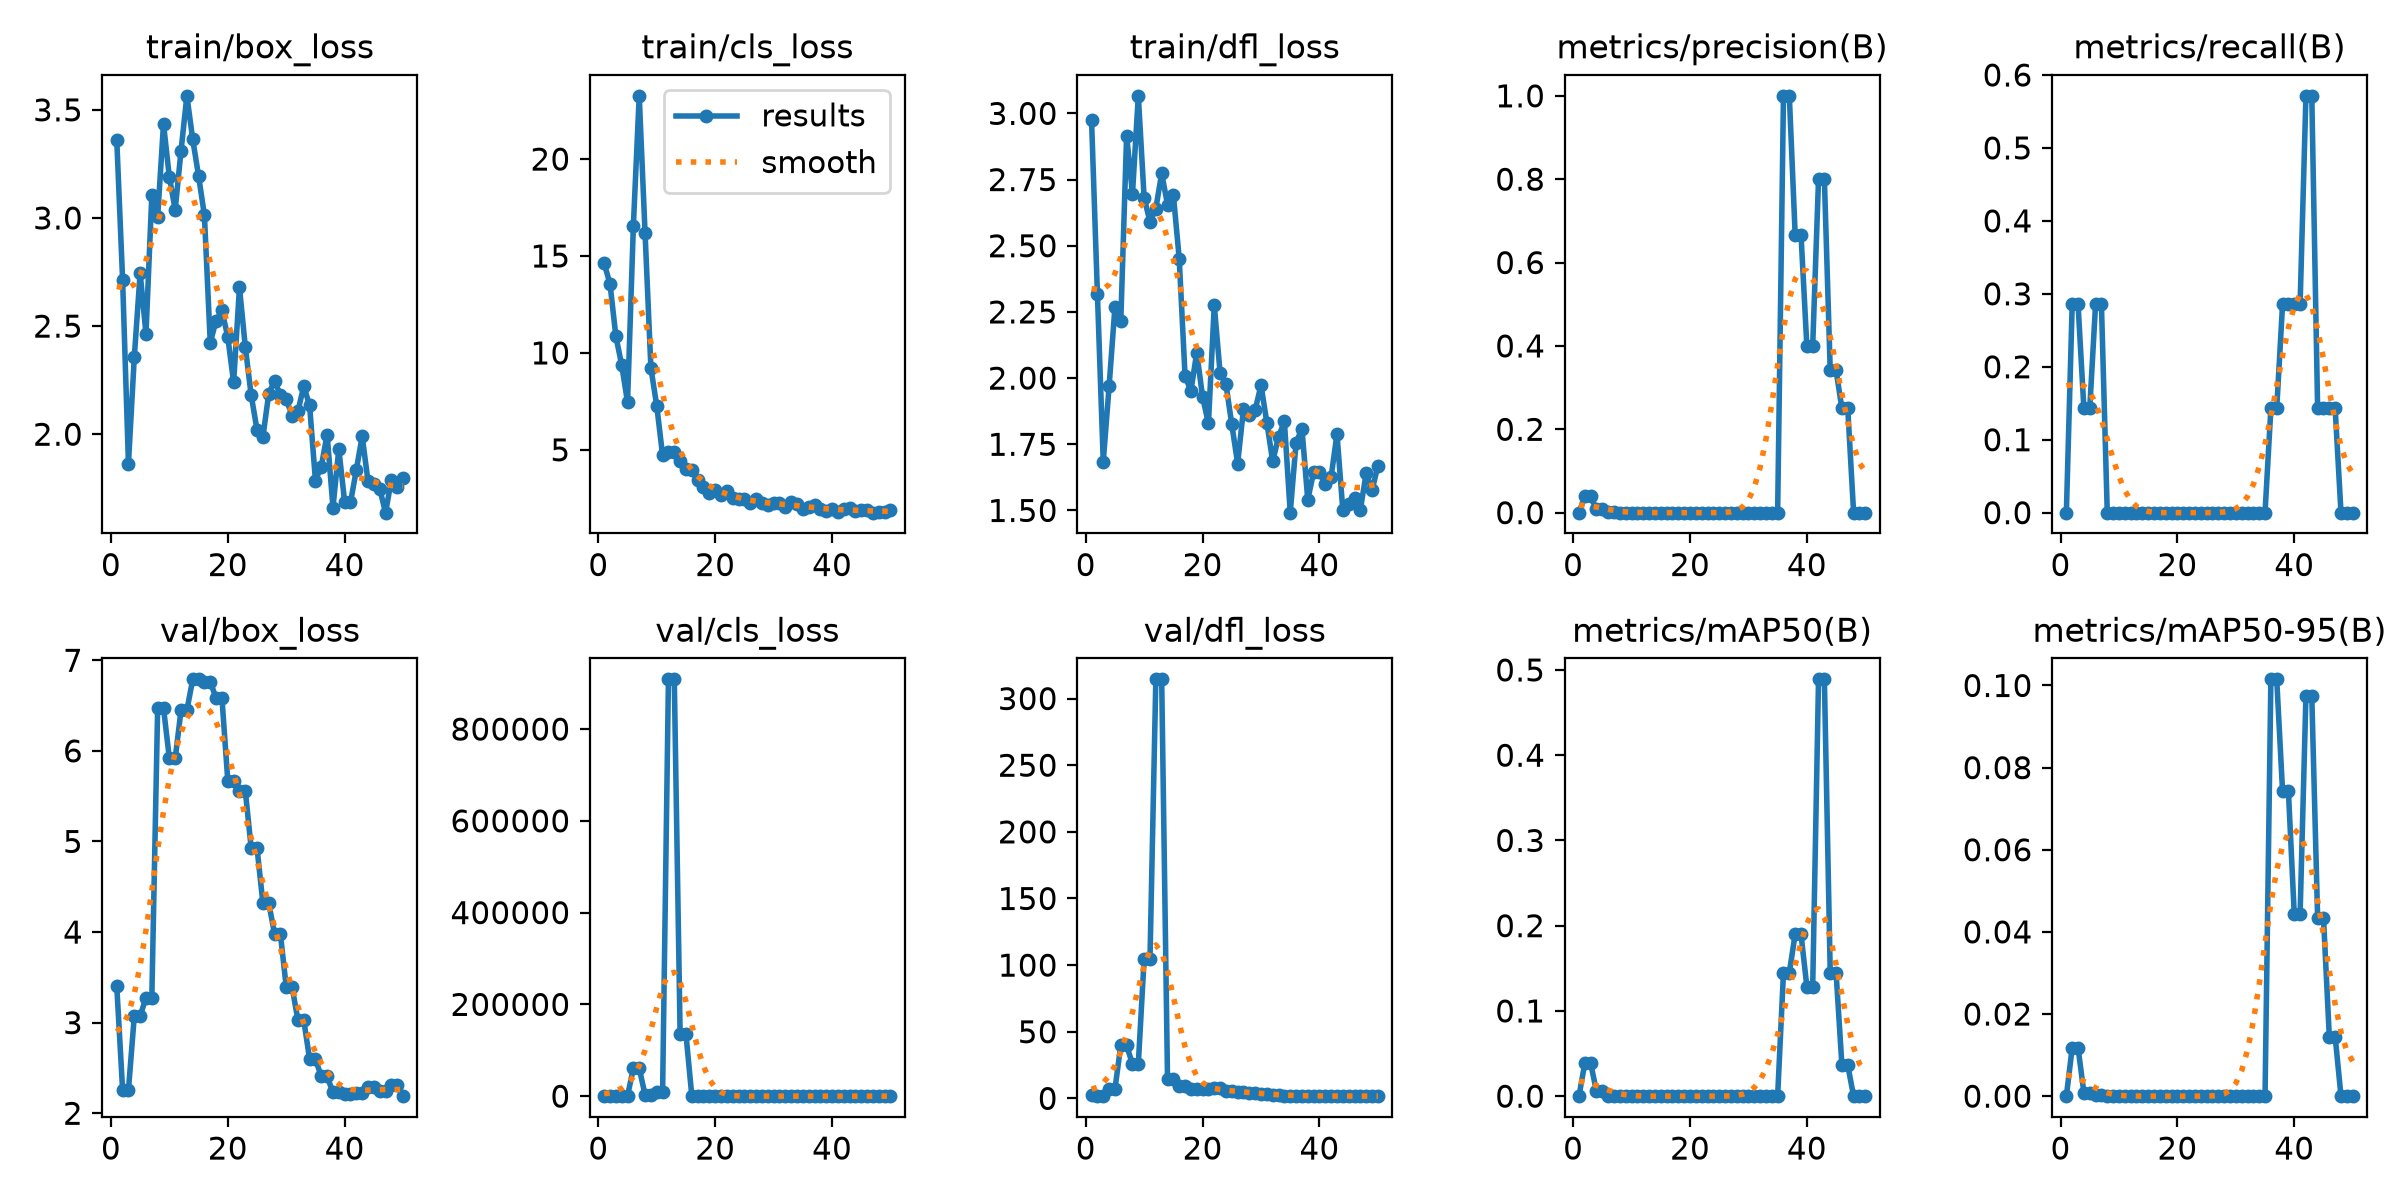 train/box_loss
3.5
3.0
2.5
2.0
0 20 40
train/cls_loss
results
smooth
20
15
10
5
0 20 40
train/dfl_loss
3.00
2.75
2.50
2.25
2.00
1.75
1.50
0 20 40
metrics/precision(B)
1.0
0.8
0.6
0.4
0.2
0.0
0 20 40
metrics/recall(B)
0.6
0.5
0.4
0.3
0.2
0.1
0.0
0 20 40
val/box_loss
7
6
5
4
3
2
0 20 40
val/cls_loss
800000
600000
400000
200000
0
0 20 40
val/dfl_loss
300
250
200
150
100
50
0
0 20 40
metrics/mAP50(B)
0.5
0.4
0.3
0.2
0.1
0.0
0 20 40
metrics/mAP50-95(B)
0.10
0.08
0.06
0.04
0.02
0.00
0 20 40